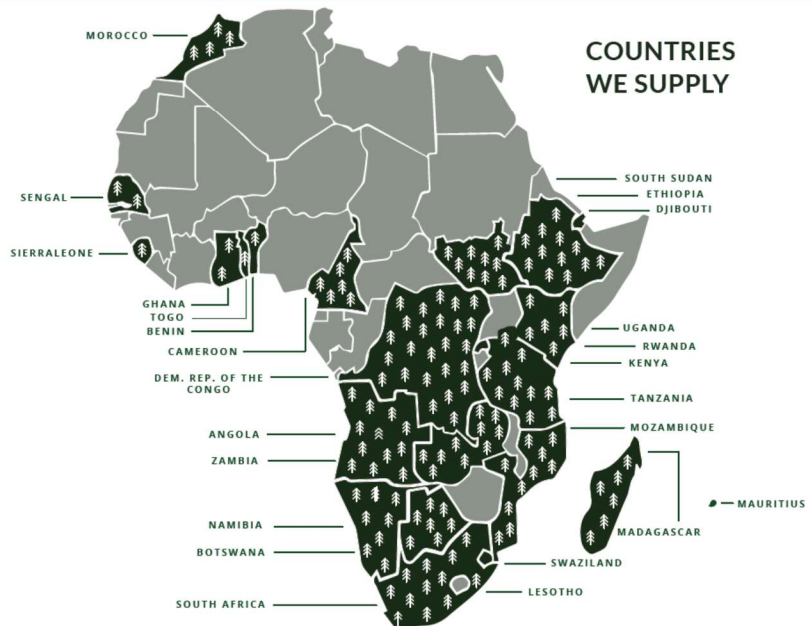 COUNTRIES
WE SUPPLY
MOROCCO
SENGAL
SIERRALEONE
GHANA
TOGO
BENIN
CAMEROON
DEM. REP. OF THE
CONGO
ANGOLA
ZAMBIA
NAMIBIA
BOTSWANA
SOUTH AFRICA
SOUTH SUDAN
ETHIOPIA
DJIBOUTI
UGANDA
RWANDA
KENYA
TANZANIA
MOZAMBIQUE
MAURITIUS
MADAGASCAR
SWAZILAND
LESOTHO